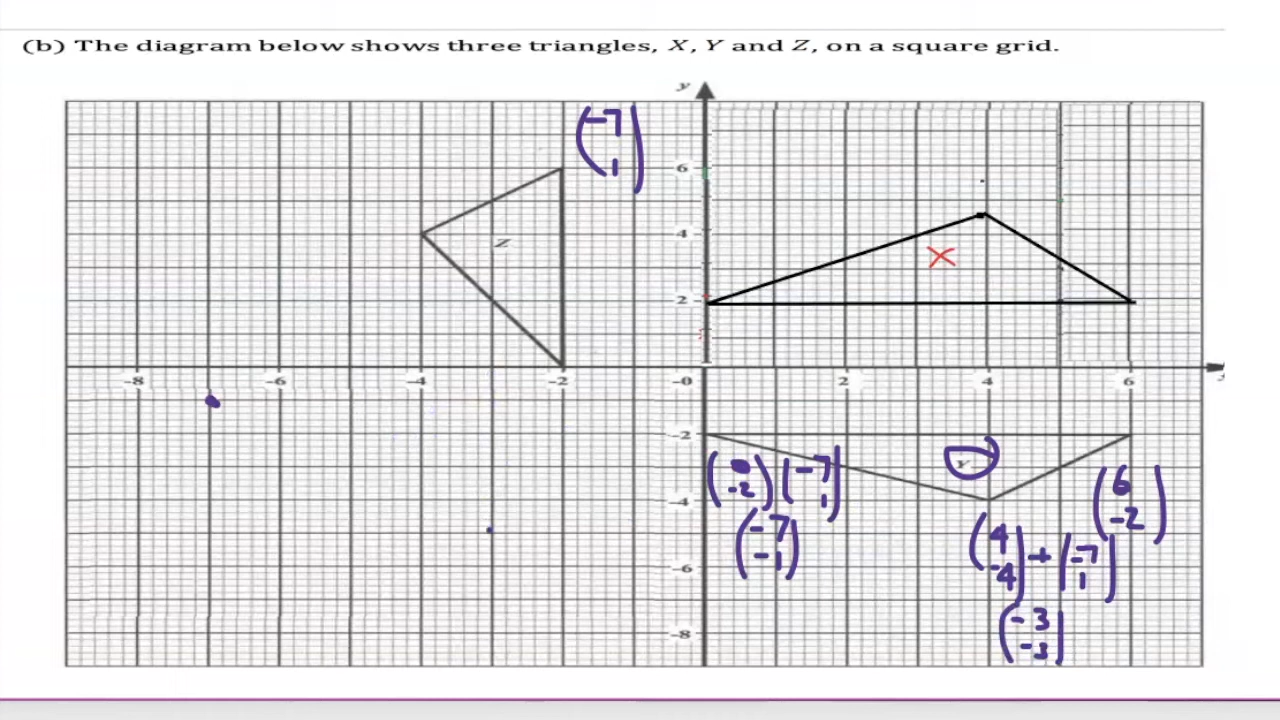 (b) The diagram below shows three triangles, X, Y and Z, on a square grid.
y
(-7
1)
6
Z
4
X
2
-8 -6 -4 -2 -0 2 4 6
-2
Y
(0
-2) (-7
1)
(6
-2)
-4
(-7
-1)
(4
-4) + (-7
1)
-6
(-3
-3)
-8